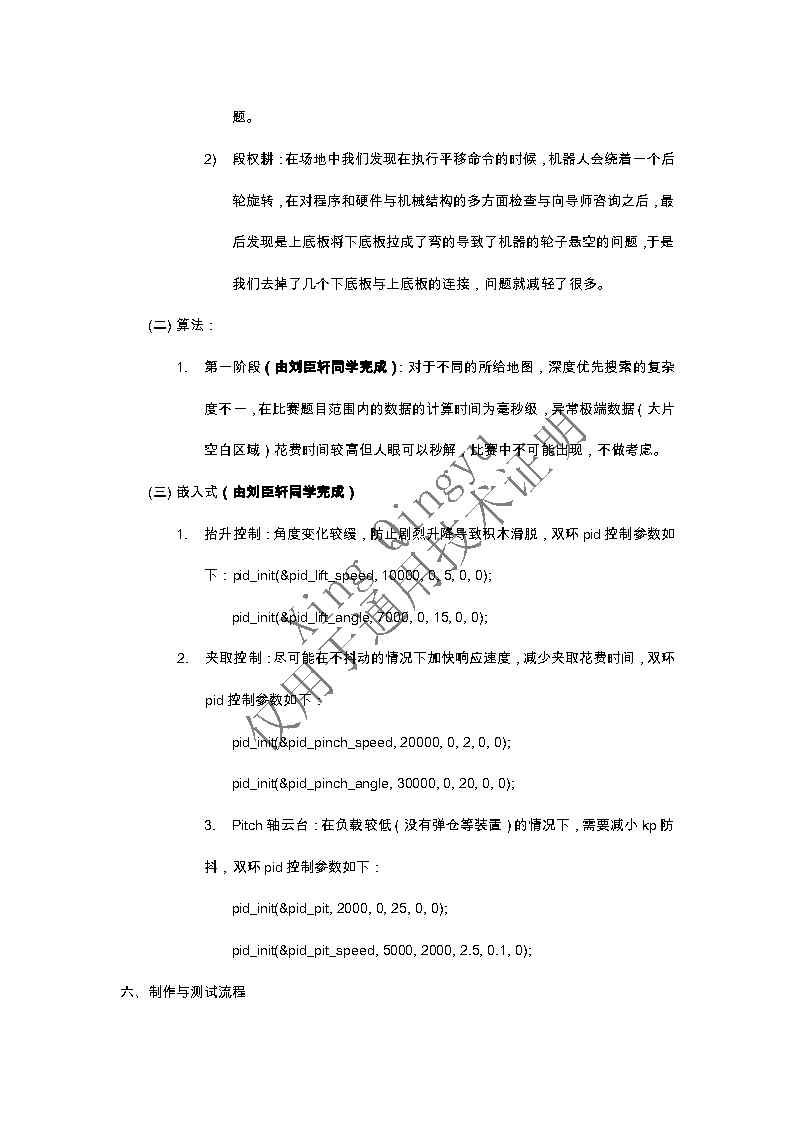 题。
2) 段权耕：在场地中我们发现在执行平移命令的时候，机器人会绕着一个后
轮旋转，在对程序和硬件与机械结构的多方面检查与向导师咨询之后，最
后发现是上底板将下底板拉成了弯的导致了机器的轮子悬空的问题，于是
我们去掉了几个下底板与上底板的连接，问题就减轻了很多。
(二) 算法：
1. 第一阶段（由刘臣轩同学完成）：对于不同的所给地图，深度优先搜索的复杂
度不一，在比赛题目范围内的数据的计算时间为毫秒级，异常极端数据（大片
空白区域）花费时间较高但人眼可以秒解，比赛中不可能出现，不做考虑。
(三) 嵌入式（由刘臣轩同学完成）
1. 抬升控制：角度变化较缓，防止剧烈升降导致积木滑脱，双环 pid 控制参数如
下：pid_init(&pid_lift_speed, 10000, 0, 5, 0, 0);
pid_init(&pid_lift_angle, 7000, 0, 15, 0, 0);
2. 夹取控制：尽可能在不抖动的情况下加快响应速度，减少夹取花费时间，双环
pid 控制参数如下：
pid_init(&pid_pinch_speed, 20000, 0, 2, 0, 0);
pid_init(&pid_pinch_angle, 30000, 0, 20, 0, 0);
3. Pitch 轴云台：在负载较低（没有弹仓等装置）的情况下，需要减小 kp 防
抖，双环 pid 控制参数如下：
pid_init(&pid_pit, 2000, 0, 25, 0, 0);
pid_init(&pid_pit_speed, 5000, 2000, 2.5, 0.1, 0);
六、制作与测试流程
Xing Qingyu
仅用于通用技术证明